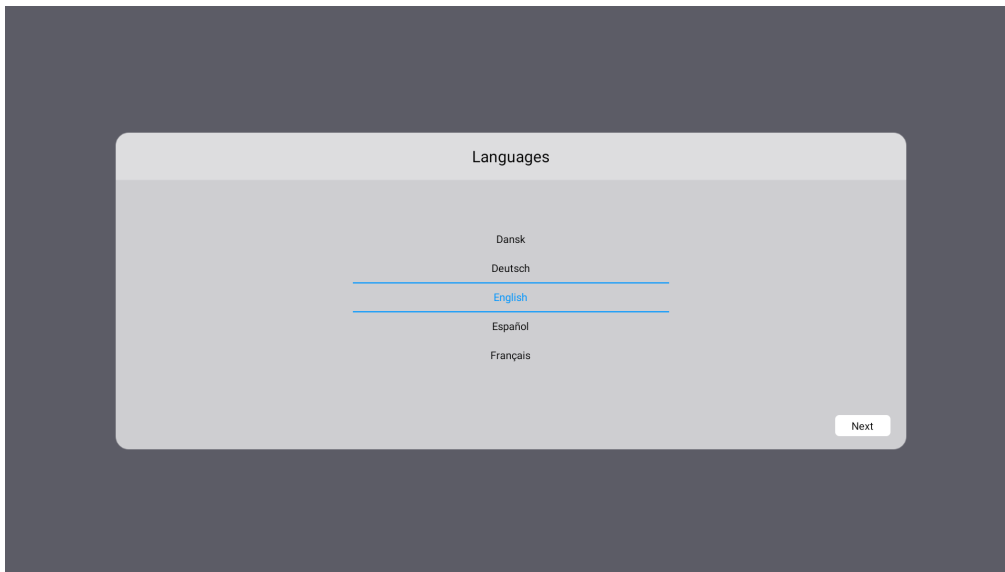 Languages
Dansk
Deutsch
English
Español
Français
Next